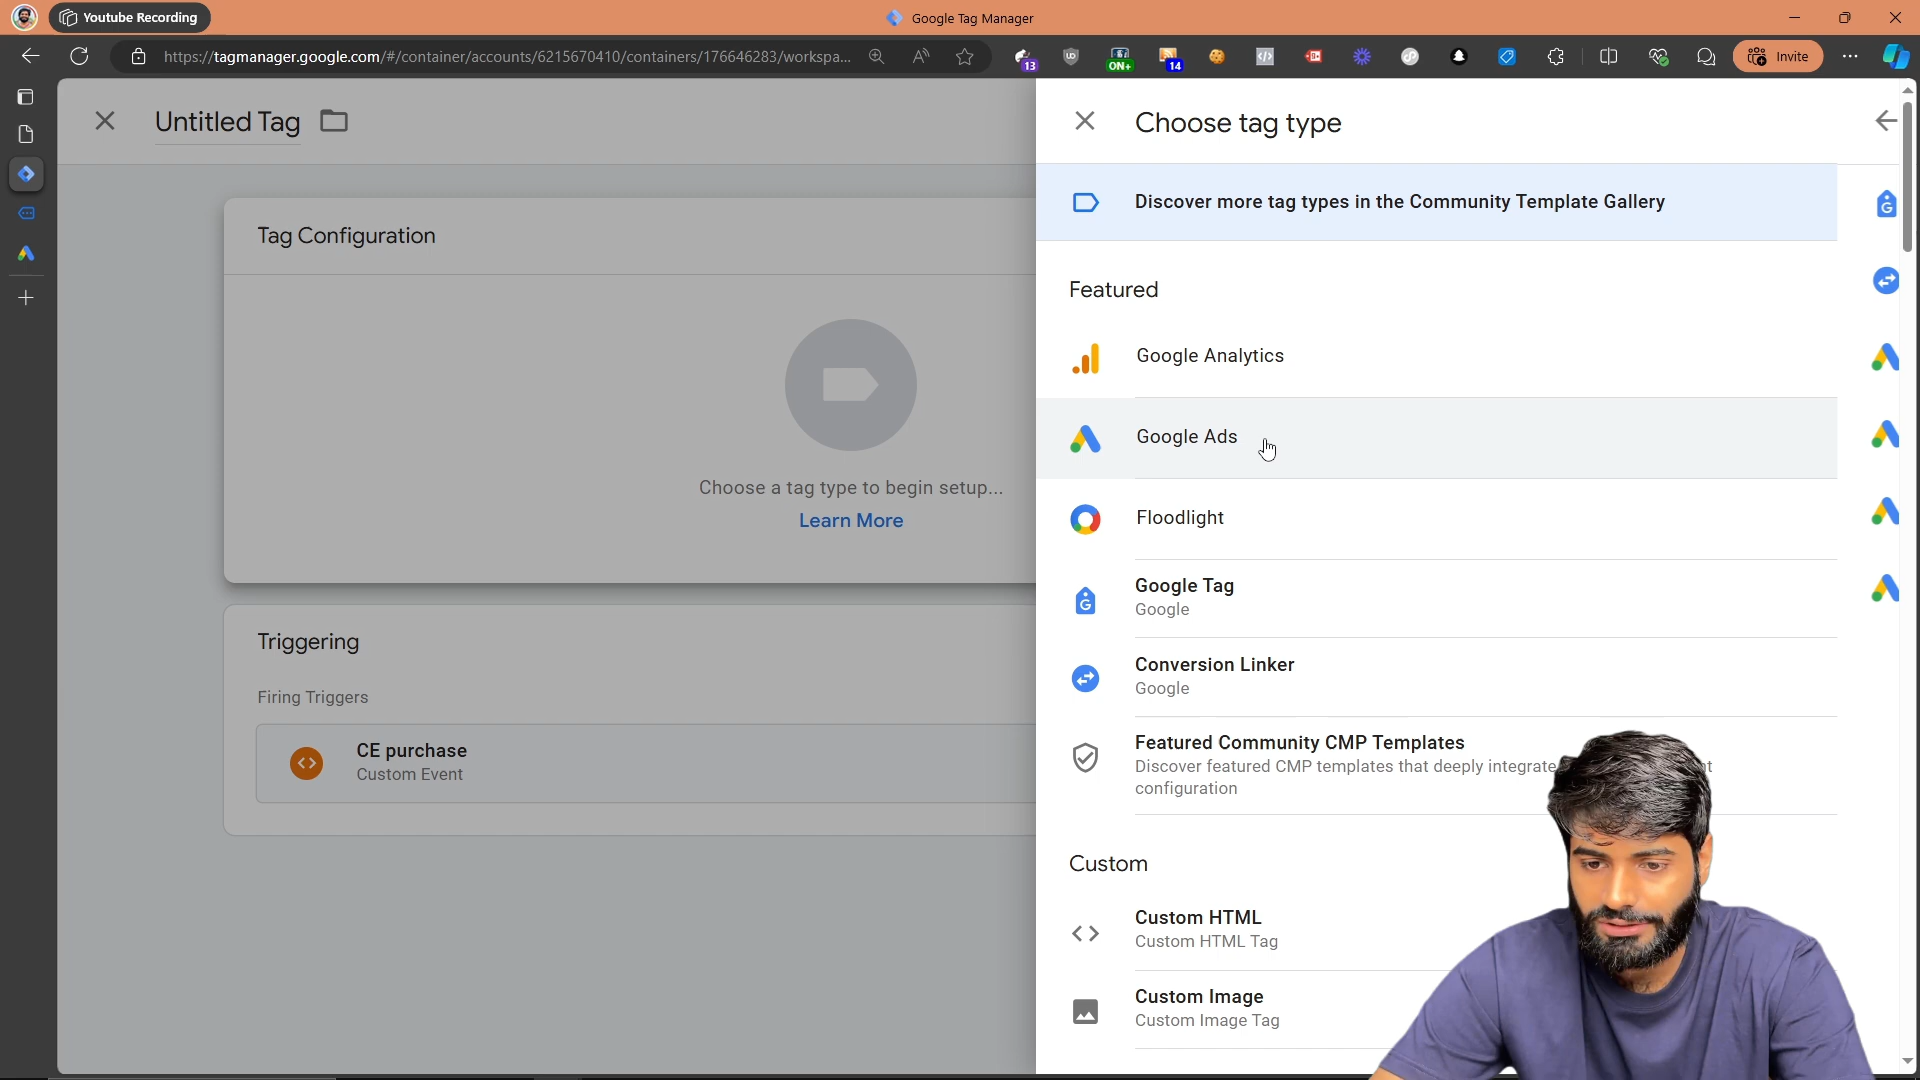 Youtube Recording
Google Tag Manager
https://tagmanager.google.com/#/container/accounts/6215670410/containers/176646283/workspa...
13
UD
ON+
14
Invite
Untitled Tag
Choose tag type
Discover more tag types in the Community Template Gallery
Tag Configuration
Featured
Google Analytics
Google Ads
Choose a tag type to begin setup...
Learn More
Floodlight
Google Tag
Google
Triggering
Conversion Linker
Google
Firing Triggers
CE purchase
Custom Event
Featured Community CMP Templates
Discover featured CMP templates that deeply integrate
configuration
Custom
Custom HTML
Custom HTML Tag
Custom Image
Custom Image Tag